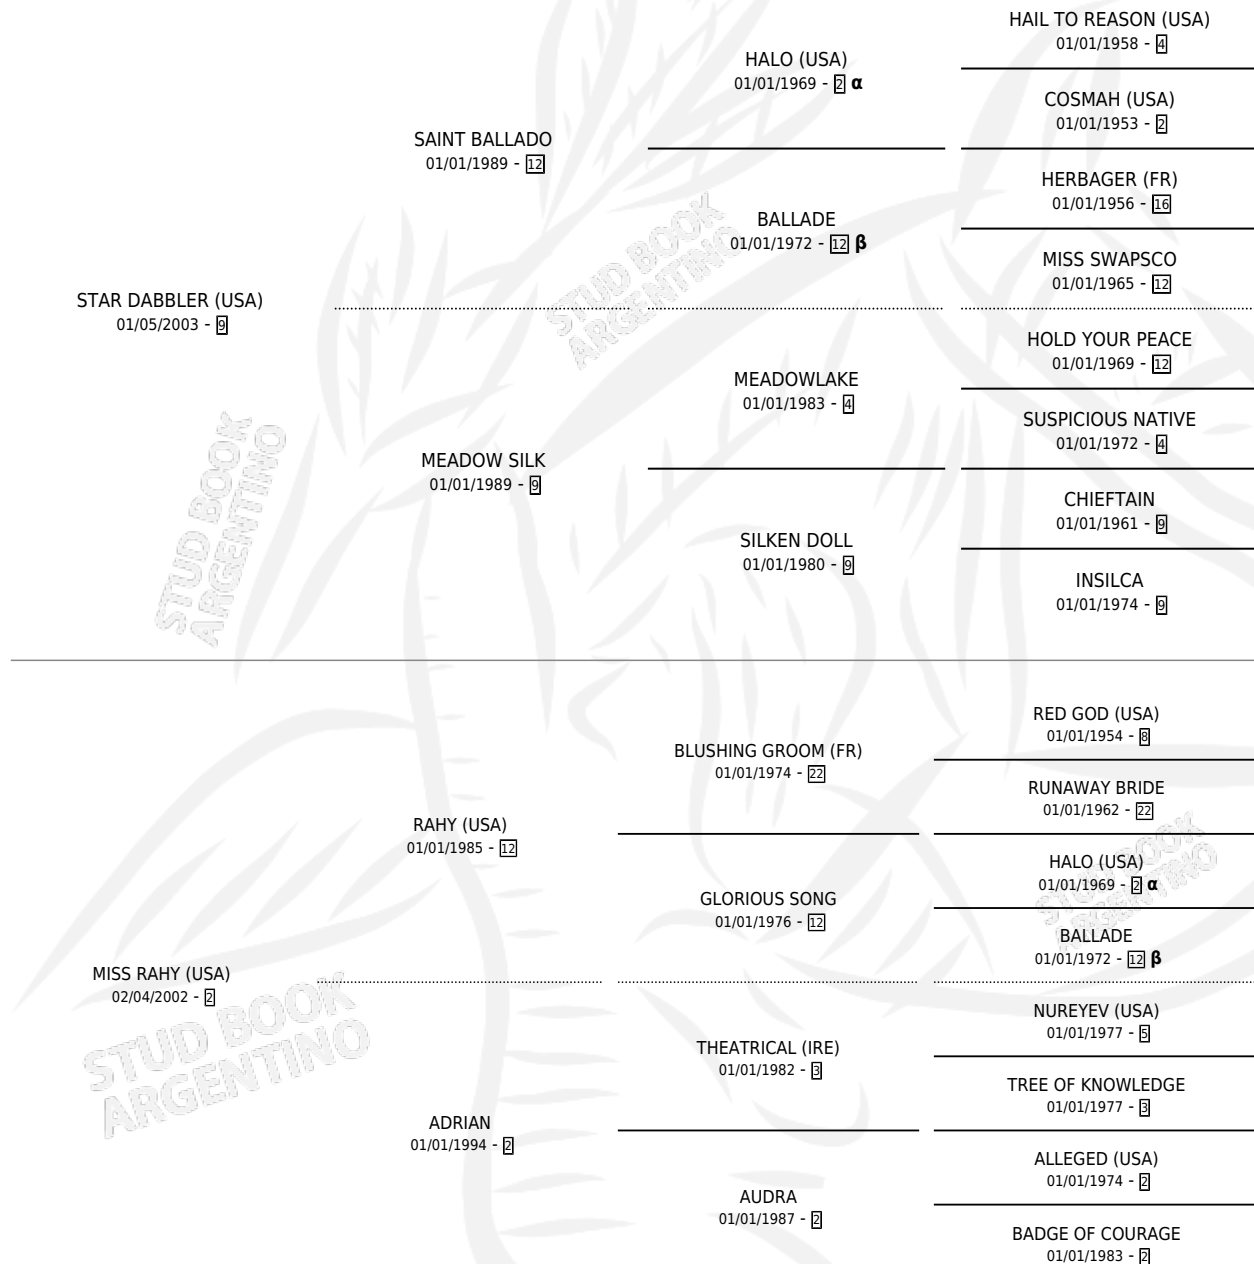 HAIL TO REASON (USA)
01/01/1958 - 4
HALO (USA)
01/01/1969 - 2 α
COSMAH (USA)
01/01/1953 - 2
SAINT BALLADO
01/01/1989 - 12
HERBAGER (FR)
01/01/1956 - 16
BALLADE
01/01/1972 - 12 β
MISS SWAPSCO
01/01/1965 - 12
STAR DABBLER (USA)
01/05/2003 - 9
HOLD YOUR PEACE
01/01/1969 - 12
MEADOWLAKE
01/01/1983 - 4
SUSPICIOUS NATIVE
01/01/1972 - 4
MEADOW SILK
01/01/1989 - 9
CHIEFTAIN
01/01/1961 - 9
SILKEN DOLL
01/01/1980 - 9
INSILCA
01/01/1974 - 9
RED GOD (USA)
01/01/1954 - 8
BLUSHING GROOM (FR)
01/01/1974 - 22
RUNAWAY BRIDE
01/01/1962 - 22
RAHY (USA)
01/01/1985 - 12
HALO (USA)
01/01/1969 - 2 α
GLORIOUS SONG
01/01/1976 - 12
BALLADE
01/01/1972 - 12 β
MISS RAHY (USA)
02/04/2002 - 2
NUREYEV (USA)
01/01/1977 - 5
THEATRICAL (IRE)
01/01/1982 - 3
TREE OF KNOWLEDGE
01/01/1977 - 3
ADRIAN
01/01/1994 - 2
ALLEGED (USA)
01/01/1974 - 2
AUDRA
01/01/1987 - 2
BADGE OF COURAGE
01/01/1983 - 2
STUD BOOK
ARGENTINO
STUD BOOK
ARGENTINO
STUD BOOK
ARGENTINO
STUD BOOK
ARGENTINO